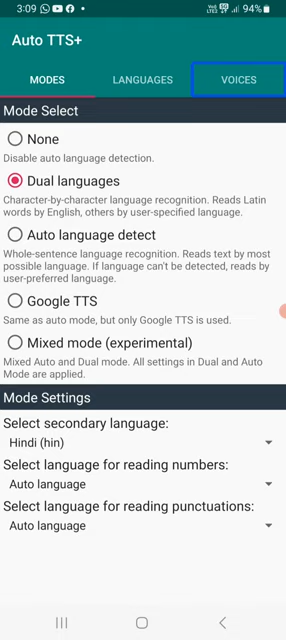 3:09
94%
Auto TTS+
MODES
LANGUAGES
VOICES
Mode Select
None
Disable auto language detection.
Dual languages
Character-by-character language recognition. Reads Latin
words by English, others by user-specified language.
Auto language detect
Whole-sentence language recognition. Reads text by most
possible language. If language can't be detected, reads by
user-preferred language.
Google TTS
Same as auto mode, but only Google TTS is used.
Mixed mode (experimental)
Mixed Auto and Dual mode. All settings in Dual and Auto
Mode are applied.
Mode Settings
Select secondary language:
Hindi (hin)
Select language for reading numbers:
Auto language
Select language for reading punctuations:
Auto language